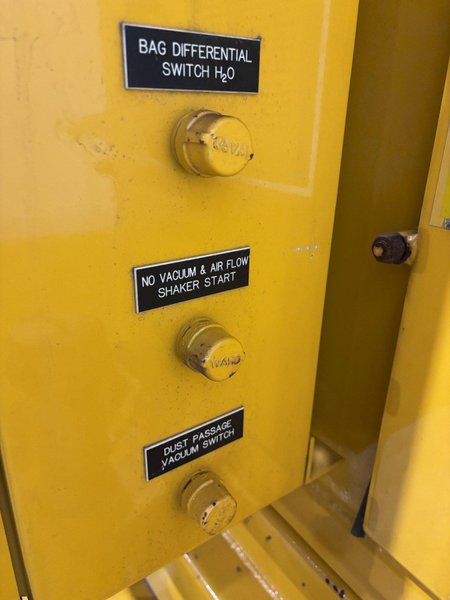 BAG DIFFERENTIAL
SWITCH H₂O
NO VACUUM & AIR FLOW
SHAKER START
DUST PASSAGE
VACUUM SWITCH